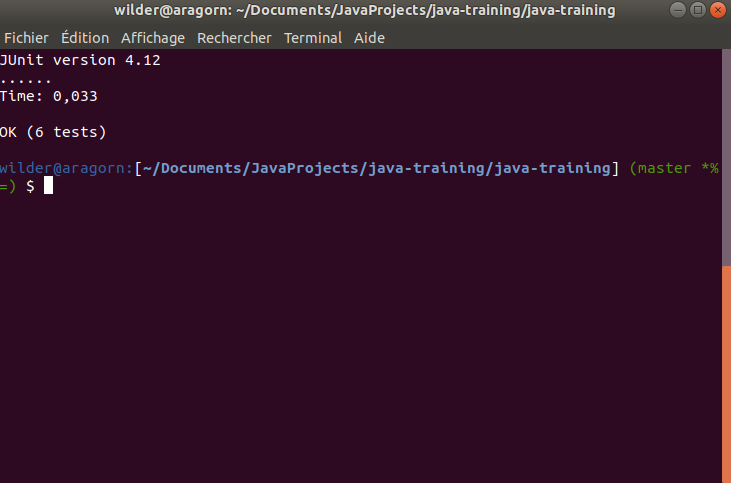 wilder@aragorn: ~/Documents/JavaProjects/java-training/java-training
Fichier Édition Affichage Rechercher Terminal Aide
JUnit version 4.12
......
Time: 0,033
OK (6 tests)
wilder@aragorn:[~/Documents/JavaProjects/java-training/java-training] (master *%
=) $